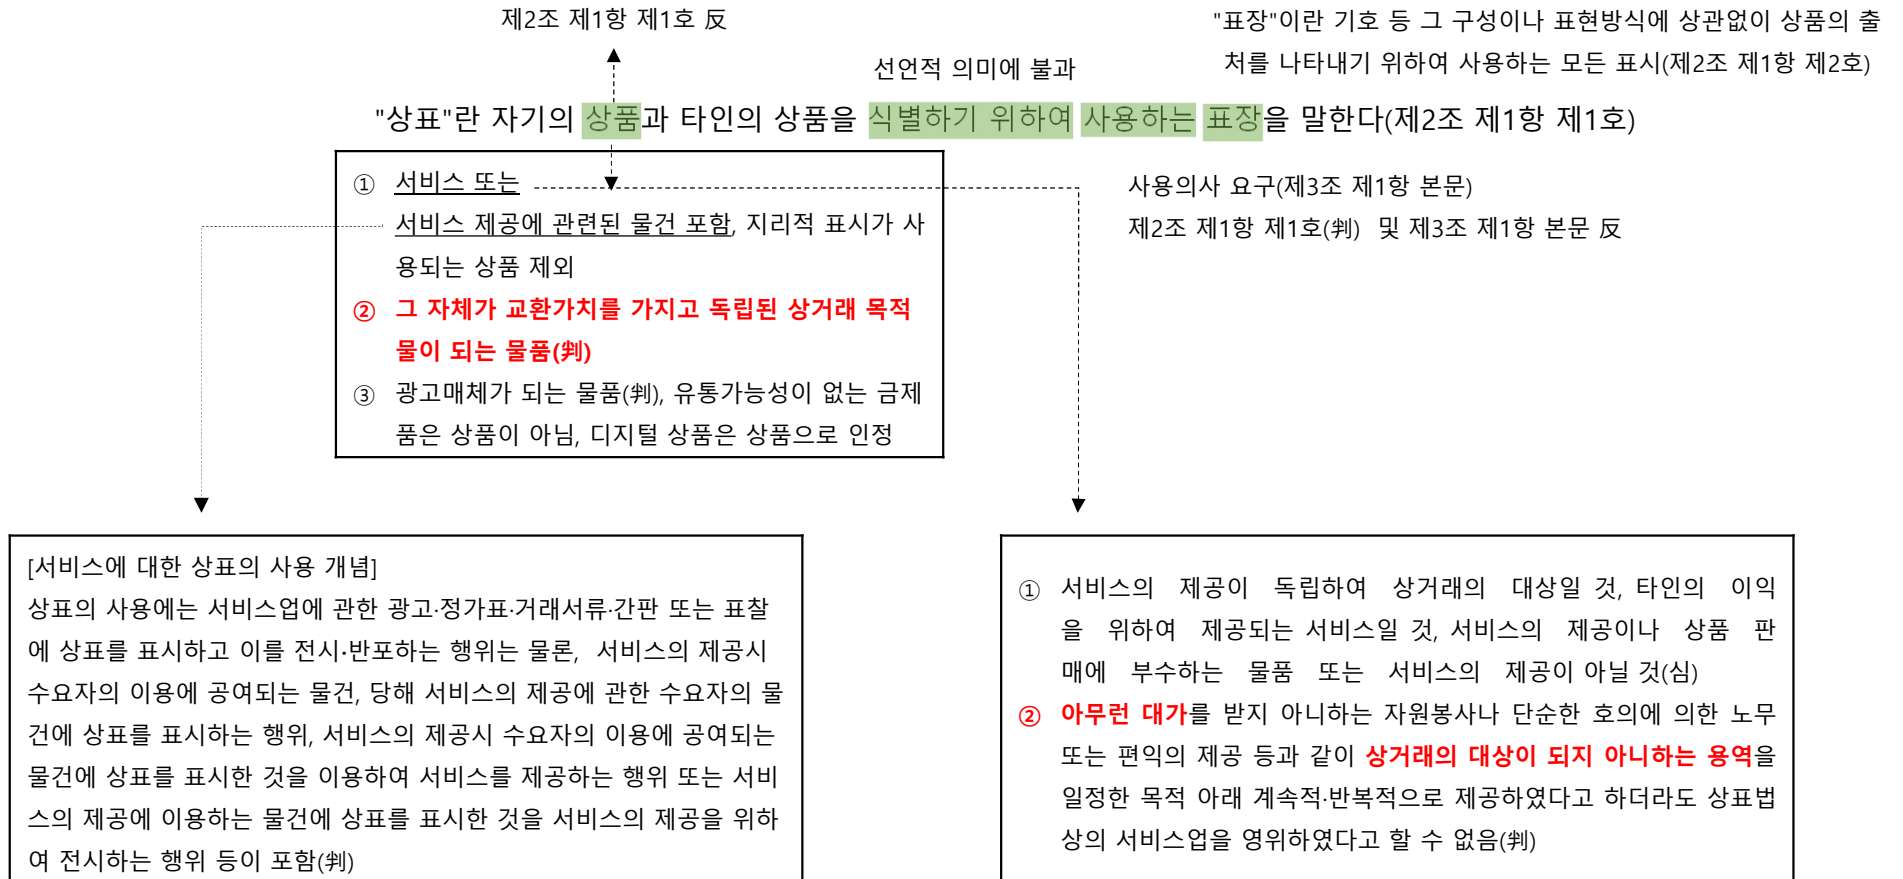 제2조 제1항 제1호 反
"표장"이란 기호 등 그 구성이나 표현방식에 상관없이 상품의 출
처를 나타내기 위하여 사용하는 모든 표시(제2조 제1항 제2호)
선언적 의미에 불과
"상표"란 자기의 상품과 타인의 상품을 식별하기 위하여 사용하는 표장을 말한다(제2조 제1항 제1호)
① 서비스 또는
서비스 제공에 관련된 물건 포함, 지리적 표시가 사
용되는 상품 제외
② 그 자체가 교환가치를 가지고 독립된 상거래 목적
물이 되는 물품(判)
③ 광고매체가 되는 물품(判), 유통가능성이 없는 금제
품은 상품이 아님, 디지털 상품은 상품으로 인정
사용의사 요구(제3조 제1항 본문)
제2조 제1항 제1호(判) 및 제3조 제1항 본문 反
[서비스에 대한 상표의 사용 개념]
상표의 사용에는 서비스업에 관한 광고·정가표·거래서류·간판 또는 표찰
에 상표를 표시하고 이를 전시·반포하는 행위는 물론, 서비스의 제공시
수요자의 이용에 공여되는 물건, 당해 서비스의 제공에 관한 수요자의 물
건에 상표를 표시하는 행위, 서비스의 제공시 수요자의 이용에 공여되는
물건에 상표를 표시한 것을 이용하여 서비스를 제공하는 행위 또는 서비
스의 제공에 이용하는 물건에 상표를 표시한 것을 서비스의 제공을 위하
여 전시하는 행위 등이 포함(判)
① 서비스의 제공이 독립하여 상거래의 대상일 것, 타인의 이익
을 위하여 제공되는 서비스일 것, 서비스의 제공이나 상품 판
매에 부수하는 물품 또는 서비스의 제공이 아닐 것(심)
② 아무런 대가를 받지 아니하는 자원봉사나 단순한 호의에 의한 노무
또는 편익의 제공 등과 같이 상거래의 대상이 되지 아니하는 용역을
일정한 목적 아래 계속적·반복적으로 제공하였다고 하더라도 상표법
상의 서비스업을 영위하였다고 할 수 없음(判)